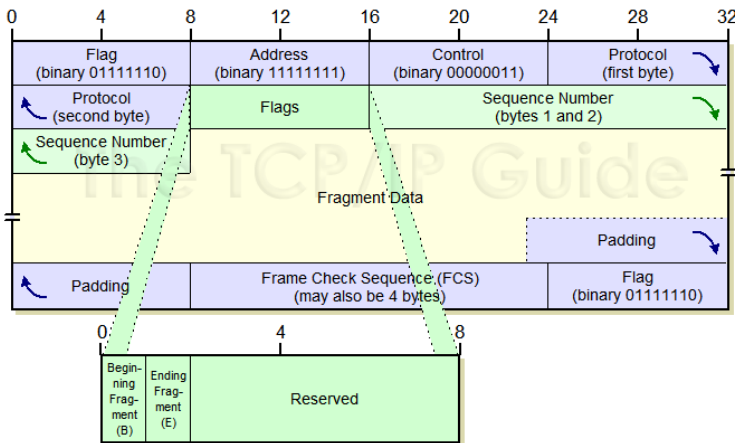 0 4 8 12 16 20 24 28 32
Flag
(binary 01111110)
Address
(binary 11111111)
Control
(binary 00000011)
Protocol
(first byte)
Protocol
(second byte)
Flags
Sequence Number
(bytes 1 and 2)
Sequence Number
(byte 3)
The TCP/IP Guide
Fragment Data
Padding
Padding
Frame Check Sequence (FCS)
(may also be 4 bytes)
Flag
(binary 01111110)
0 4 8
Begin-
ning
Frag-
ment
(B)
Ending
Frag-
ment
(E)
Reserved